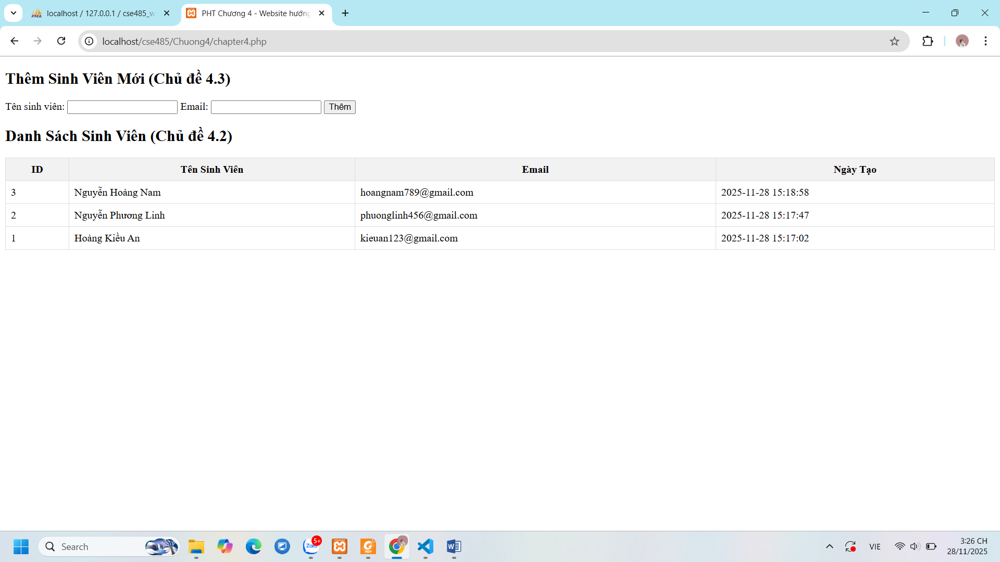 localhost / 127.0.0.1 / cse485_w
PHT Chương 4 - Website hướng
localhost/cse485/Chuong4/chapter4.php
Thêm Sinh Viên Mới (Chủ đề 4.3)
Tên sinh viên: Email: Thêm
Danh Sách Sinh Viên (Chủ đề 4.2)
ID Tên Sinh Viên Email Ngày Tạo
3 Nguyễn Hoàng Nam hoangnam789@gmail.com 2025-11-28 15:18:58
2 Nguyễn Phương Linh phuonglinh456@gmail.com 2025-11-28 15:17:47
1 Hoàng Kiều An kieuan123@gmail.com 2025-11-28 15:17:02
Search
Zalo
5+
PDF
VIE
3:26 CH
28/11/2025